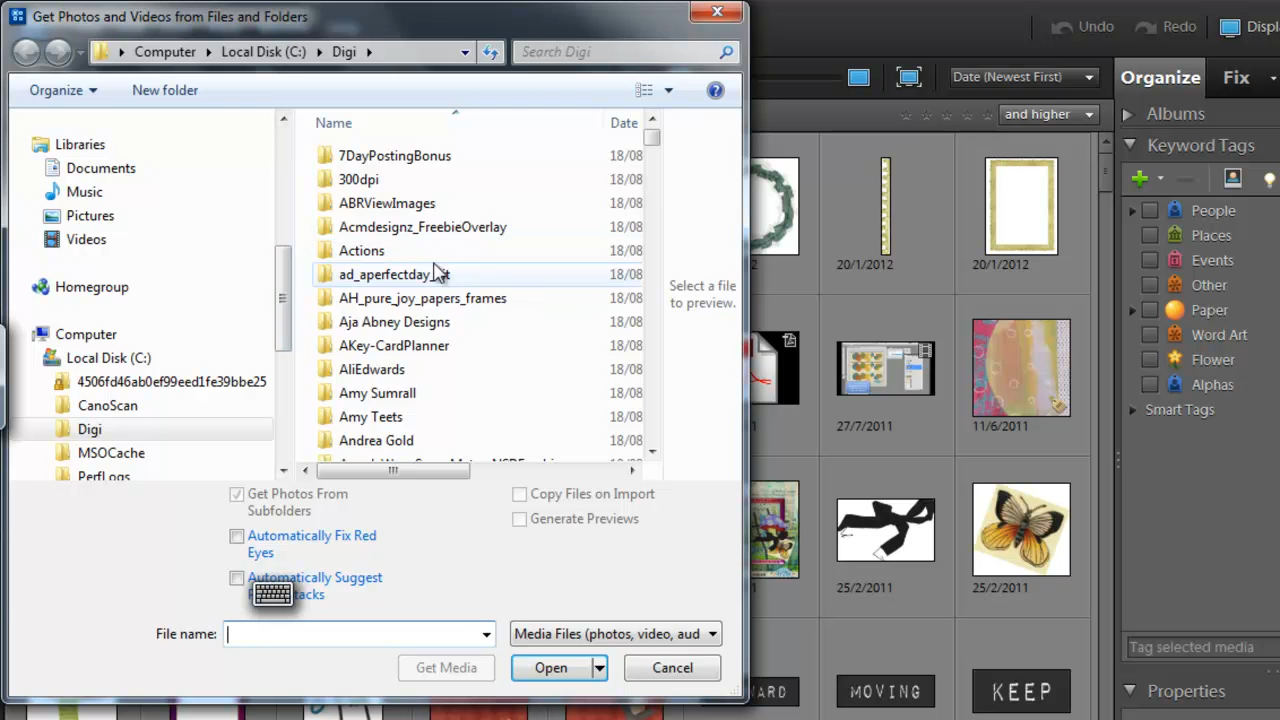 Get Photos and Videos from Files and Folders
Computer Local Disk (C:) Digi
Search Digi
Organize New folder
Name Date
Libraries
Documents
Music
Pictures
Videos
Homegroup
Computer
Local Disk (C:)
4506fd46ab0ef99eed1fe39bbe25
CanoScan
Digi
MSOCache
PerfLogs
7DayPostingBonus 18/08
300dpi 18/08
ABRViewImages 18/08
Acmdesignz_FreebieOverlay 18/08
Actions 18/08
ad_aperfectday 18/08
AH_pure_joy_papers_frames 18/08
Aja Abney Designs 18/08
AKey-CardPlanner 18/08
AliEdwards 18/08
Amy Sumrall 18/08
Amy Teets 18/08
Andrea Gold 18/08
Select a file
to preview.
Get Photos From
Subfolders
Automatically Fix Red
Eyes
Automatically Suggest
Copy Files on Import
Generate Previews
File name:
Media Files (photos, video, aud
Get Media Open Cancel
Undo Redo Displ
Date (Newest First)
Organize Fix
and higher
Albums
Keyword Tags
People
Places
Events
Other
Paper
Word Art
Flower
Alphas
Smart Tags
Tag selected media
Properties
20/1/2012
20/1/2012
27/7/2011
11/6/2011
25/2/2011
25/2/2011
MOVING
KEEP